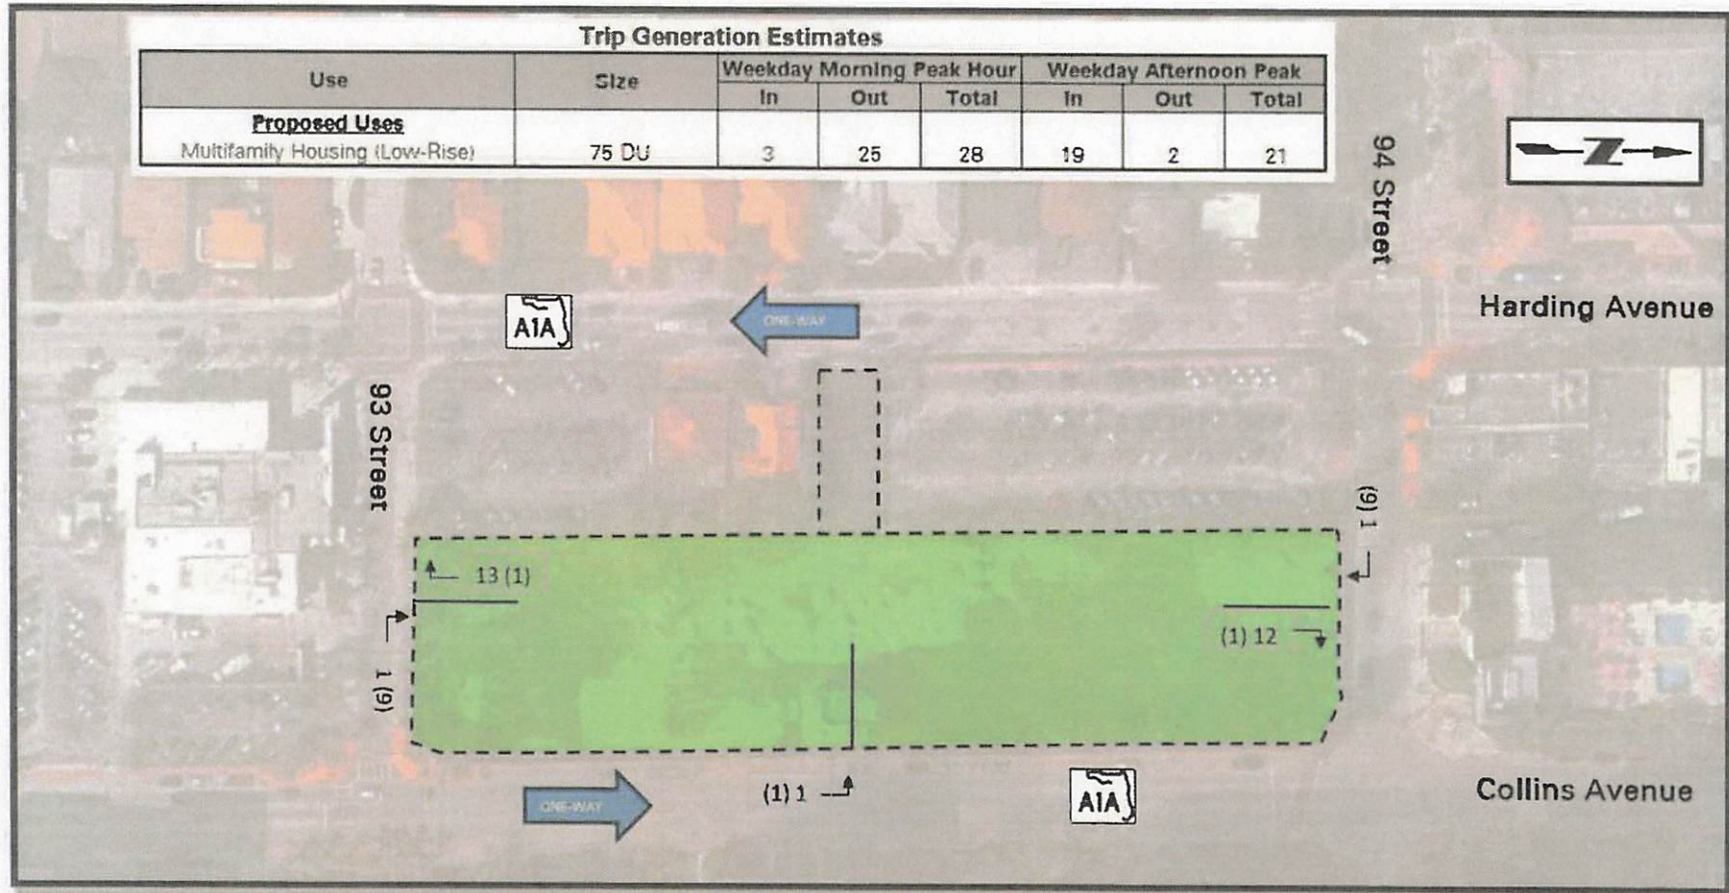 Trip Generation Estimates
Use Size Weekday Morning Peak Hour Weekday Afternoon Peak
In Out Total In Out Total
Proposed Uses
Multifamily Housing (Low-Rise) 75 DU 3 25 28 19 2 21
94 Street
N
Harding Avenue
A1A
ONE-WAY
93 Street
(9) 1
13 (1)
(1) 12
1 (9)
(1) 1
ONE-WAY
A1A
Collins Avenue